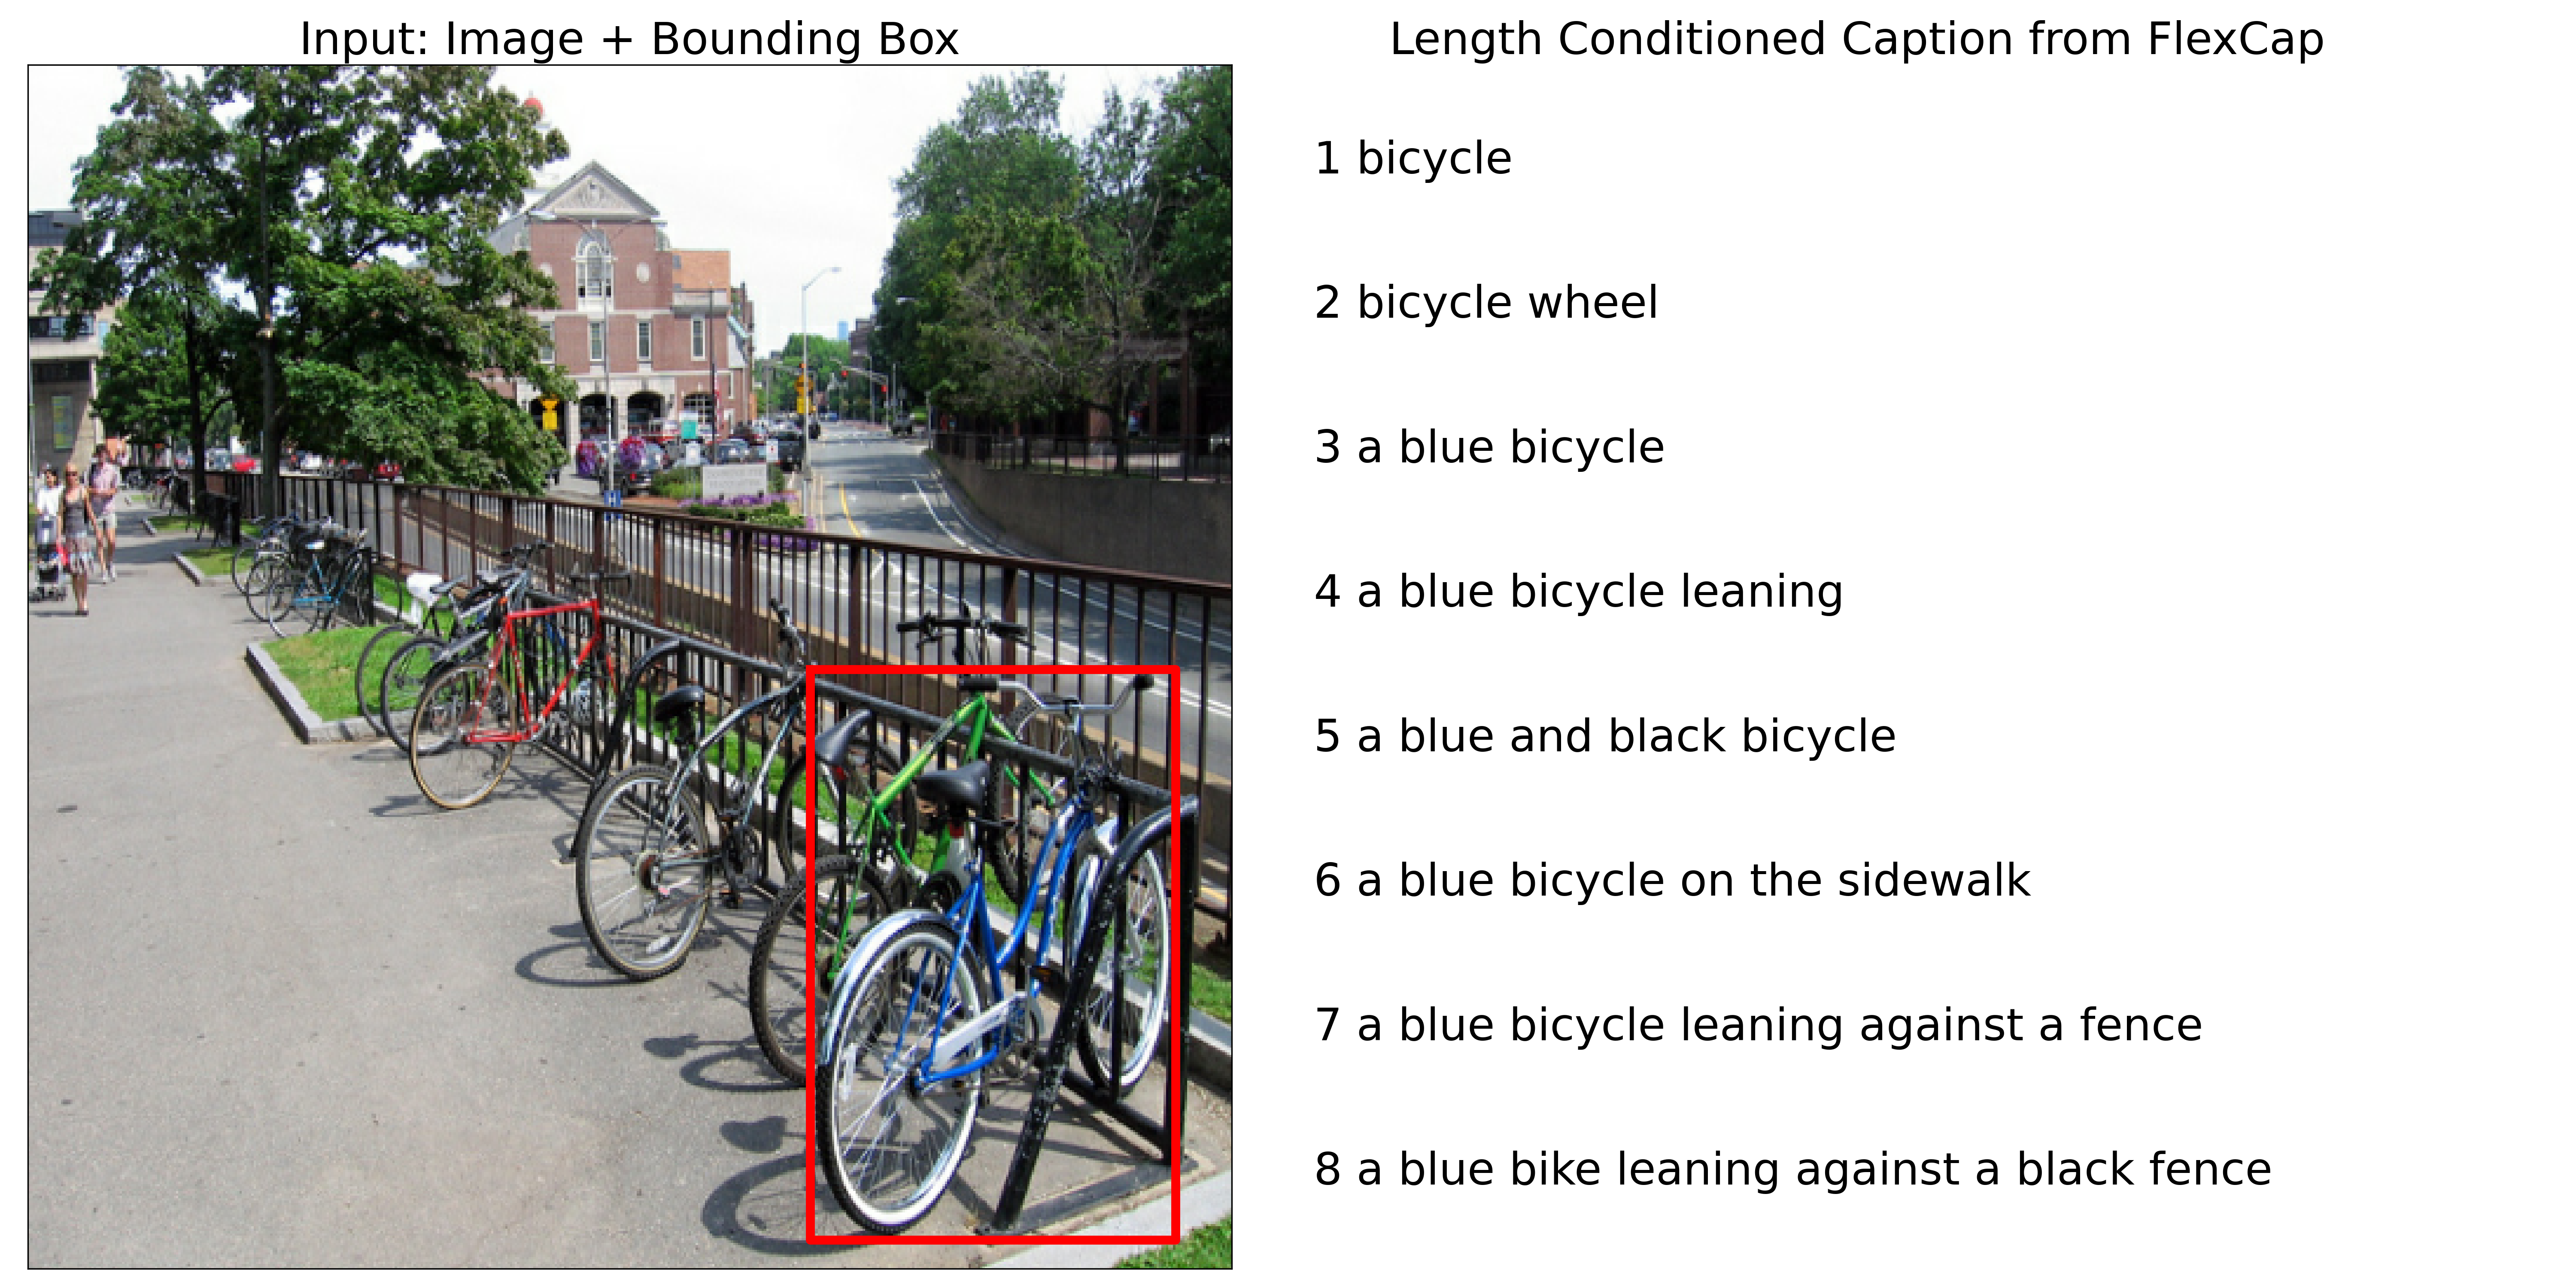 Input: Image + Bounding Box
Length Conditioned Caption from FlexCap
1 bicycle
2 bicycle wheel
3 a blue bicycle
4 a blue bicycle leaning
5 a blue and black bicycle
6 a blue bicycle on the sidewalk
7 a blue bicycle leaning against a fence
8 a blue bike leaning against a black fence